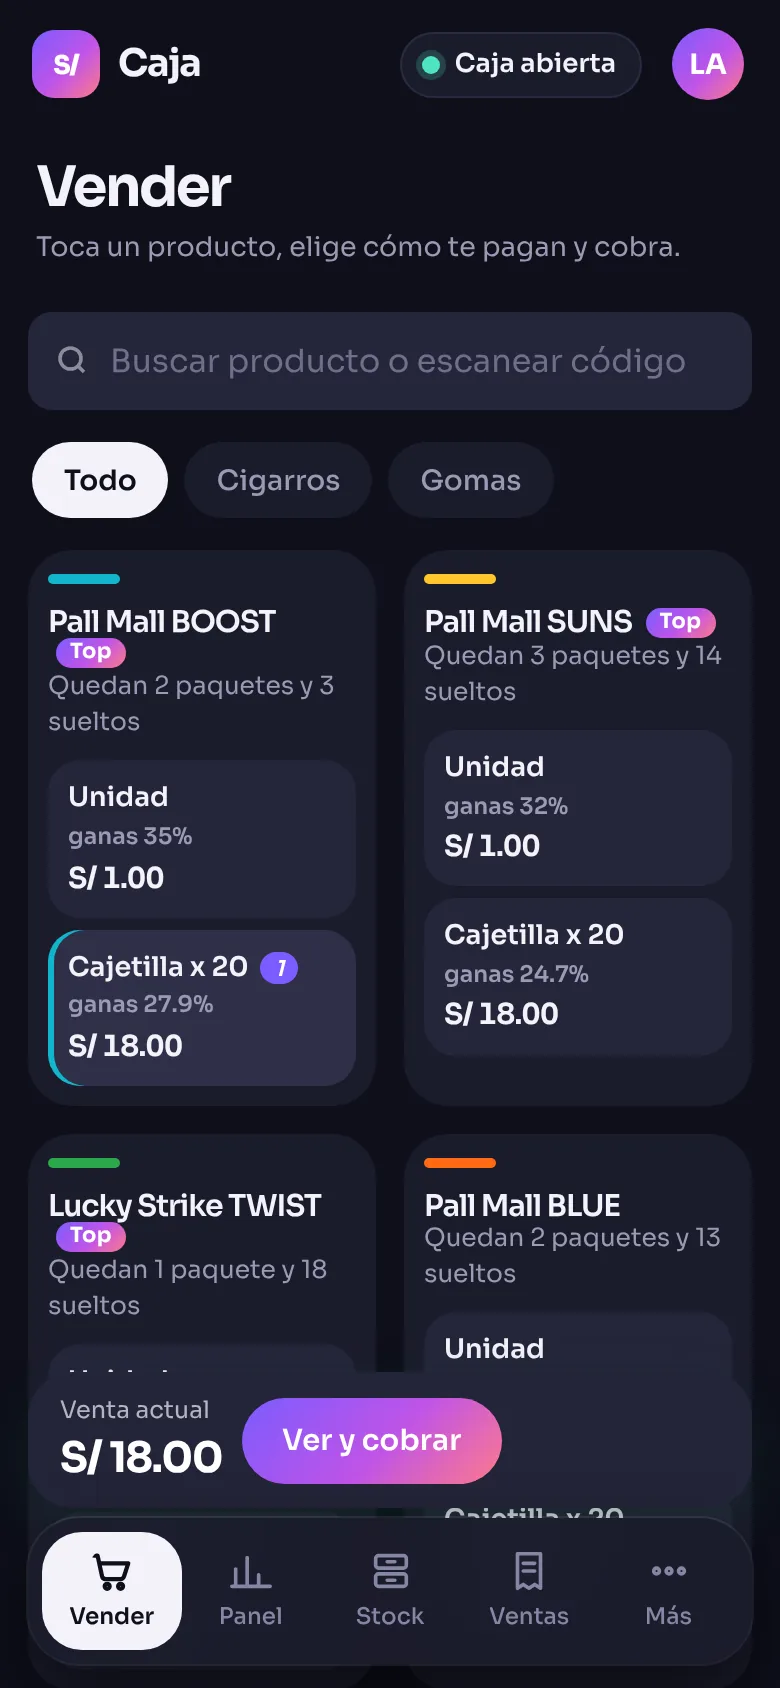 S/ Caja
Caja abierta
LA
Vender
Toca un producto, elige cómo te pagan y cobra.
Buscar producto o escanear código
Todo
Cigarros
Gomas
Pall Mall BOOST
Top
Quedan 2 paquetes y 3
sueltos
Unidad
ganas 35%
S/ 1.00
Cajetilla x 20 1
ganas 27.9%
S/ 18.00
Pall Mall SUNS Top
Quedan 3 paquetes y 14
sueltos
Unidad
ganas 32%
S/ 1.00
Cajetilla x 20
ganas 24.7%
S/ 18.00
Lucky Strike TWIST
Top
Quedan 1 paquete y 18
sueltos
Pall Mall BLUE
Quedan 2 paquetes y 13
sueltos
Unidad
Venta actual
S/ 18.00
Ver y cobrar
Cajetilla x 20
Vender
Panel
Stock
Ventas
Más